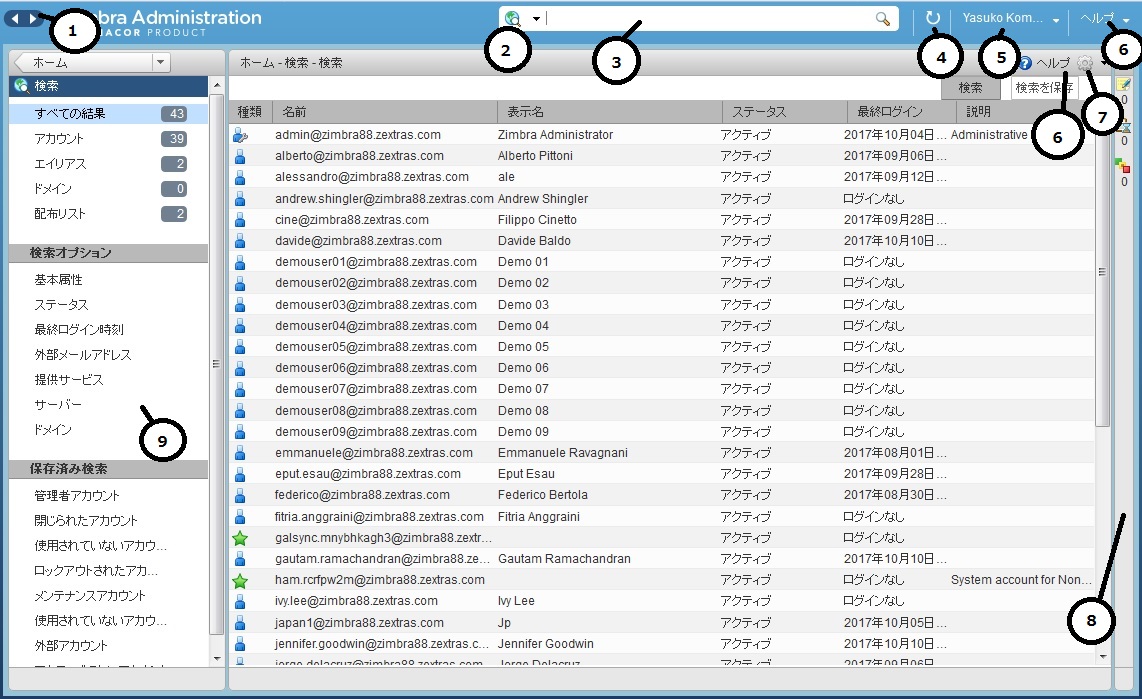 1
bra Administration
ACOR PRODUCT
2
3
4
Yasuko Kom...
5
ヘルプ
6
ホーム
ホーム - 検索 - 検索
ヘルプ
6
7
検索
検索
検索を保存
すべての結果 43
アカウント 39
エイリアス 2
ドメイン 0
配布リスト 2
検索オプション
基本属性
ステータス
最終ログイン時刻
外部メールアドレス
提供サービス
サーバー
ドメイン
9
保存済み検索
管理者アカウント
閉じられたアカウント
使用されていないアカウ...
ロックアウトされたアカ...
メンテナンスアカウント
使用されていないアカウ...
外部アカウント
種類 名前 表示名 ステータス 最終ログイン 説明
admin@zimbra88.zextras.com Zimbra Administrator アクティブ 2017年10月04日... Administrative
alberto@zimbra88.zextras.com Alberto Pittoni アクティブ 2017年09月06日...
alessandro@zimbra88.zextras.com ale アクティブ 2017年09月12日...
andrew.shingler@zimbra88.zextras.com Andrew Shingler アクティブ ログインなし
cine@zimbra88.zextras.com Filippo Cinetto アクティブ 2017年09月28日...
davide@zimbra88.zextras.com Davide Baldo アクティブ 2017年10月10日...
demouser01@zimbra88.zextras.com Demo 01 アクティブ ログインなし
demouser02@zimbra88.zextras.com Demo 02 アクティブ ログインなし
demouser03@zimbra88.zextras.com Demo 03 アクティブ ログインなし
demouser04@zimbra88.zextras.com Demo 04 アクティブ ログインなし
demouser05@zimbra88.zextras.com Demo 05 アクティブ ログインなし
demouser06@zimbra88.zextras.com Demo 06 アクティブ ログインなし
demouser07@zimbra88.zextras.com Demo 07 アクティブ ログインなし
demouser08@zimbra88.zextras.com Demo 08 アクティブ ログインなし
demouser09@zimbra88.zextras.com Demo 09 アクティブ ログインなし
emmanuele@zimbra88.zextras.com Emmanuele Ravagnani アクティブ 2017年08月01日...
eput.esau@zimbra88.zextras.com Eput Esau アクティブ 2017年09月28日...
federico@zimbra88.zextras.com Federico Bertola アクティブ 2017年08月30日...
fitria.anggraini@zimbra88.zextras.com Fitria Anggraini アクティブ ログインなし
galsync.mnybhkagh3@zimbra88.zextr... アクティブ ログインなし
gautam.ramachandran@zimbra88.ze... Gautam Ramachandran アクティブ 2017年10月10日...
ham.rcrfpw2m@zimbra88.zextras.com アクティブ ログインなし System account for Non...
ivy.lee@zimbra88.zextras.com Ivy Lee アクティブ ログインなし
japan1@zimbra88.zextras.com Jp アクティブ 2017年10月05日...
jennifer.goodwin@zimbra88.zextras.c... Jennifer Goodwin アクティブ 2017年10月10日...
jorge.delacruz@zimbra88.zextras.com Jorge Delacruz アクティブ 2017年09月06日...
0
0
0
8